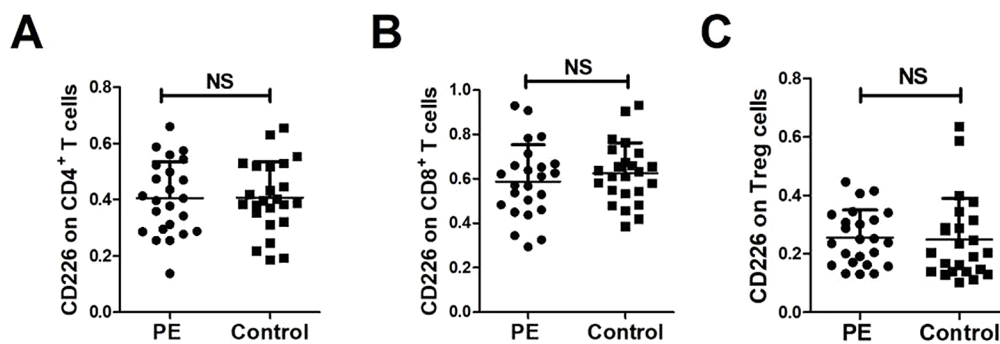 A
CD226 on CD4+ T cells
NS
0.8
0.6
0.4
0.2
0.0
PE
Control
B
CD226 on CD8+ T cells
NS
1.0
0.8
0.6
0.4
0.2
0.0
PE
Control
C
CD226 on Treg cells
NS
0.8
0.6
0.4
0.2
0.0
PE
Control